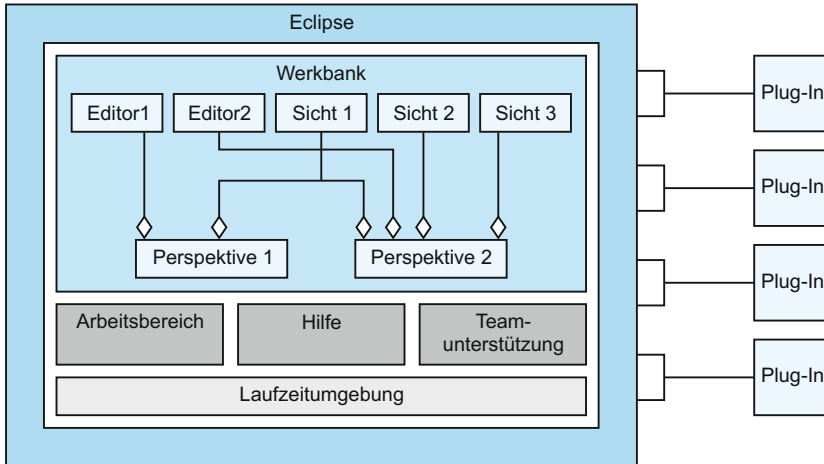 Eclipse
Werkbank
Editor1
Editor2
Sicht 1
Sicht 2
Sicht 3
Perspektive 1
Perspektive 2
Arbeitsbereich
Hilfe
Team-
unterstützung
Laufzeitumgebung
Plug-In
Plug-In
Plug-In
Plug-In